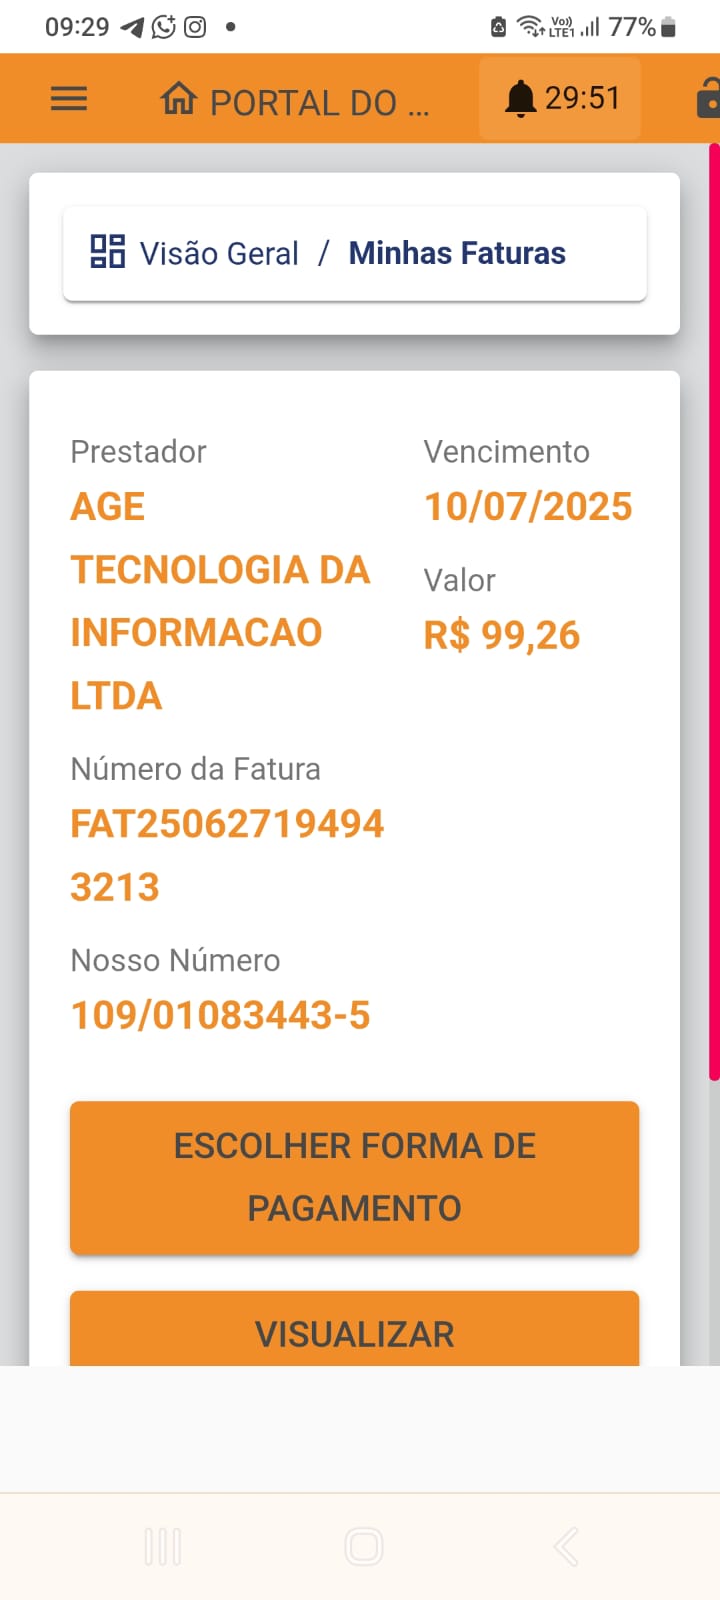 09:29
Vo)) LTE1 77%
PORTAL DO ...
29:51
Visão Geral / Minhas Faturas
Prestador
AGE
TECNOLOGIA DA
INFORMACAO
LTDA
Vencimento
10/07/2025
Valor
R$ 99,26
Número da Fatura
FAT25062719494
3213
Nosso Número
109/01083443-5
ESCOLHER FORMA DE
PAGAMENTO
VISUALIZAR